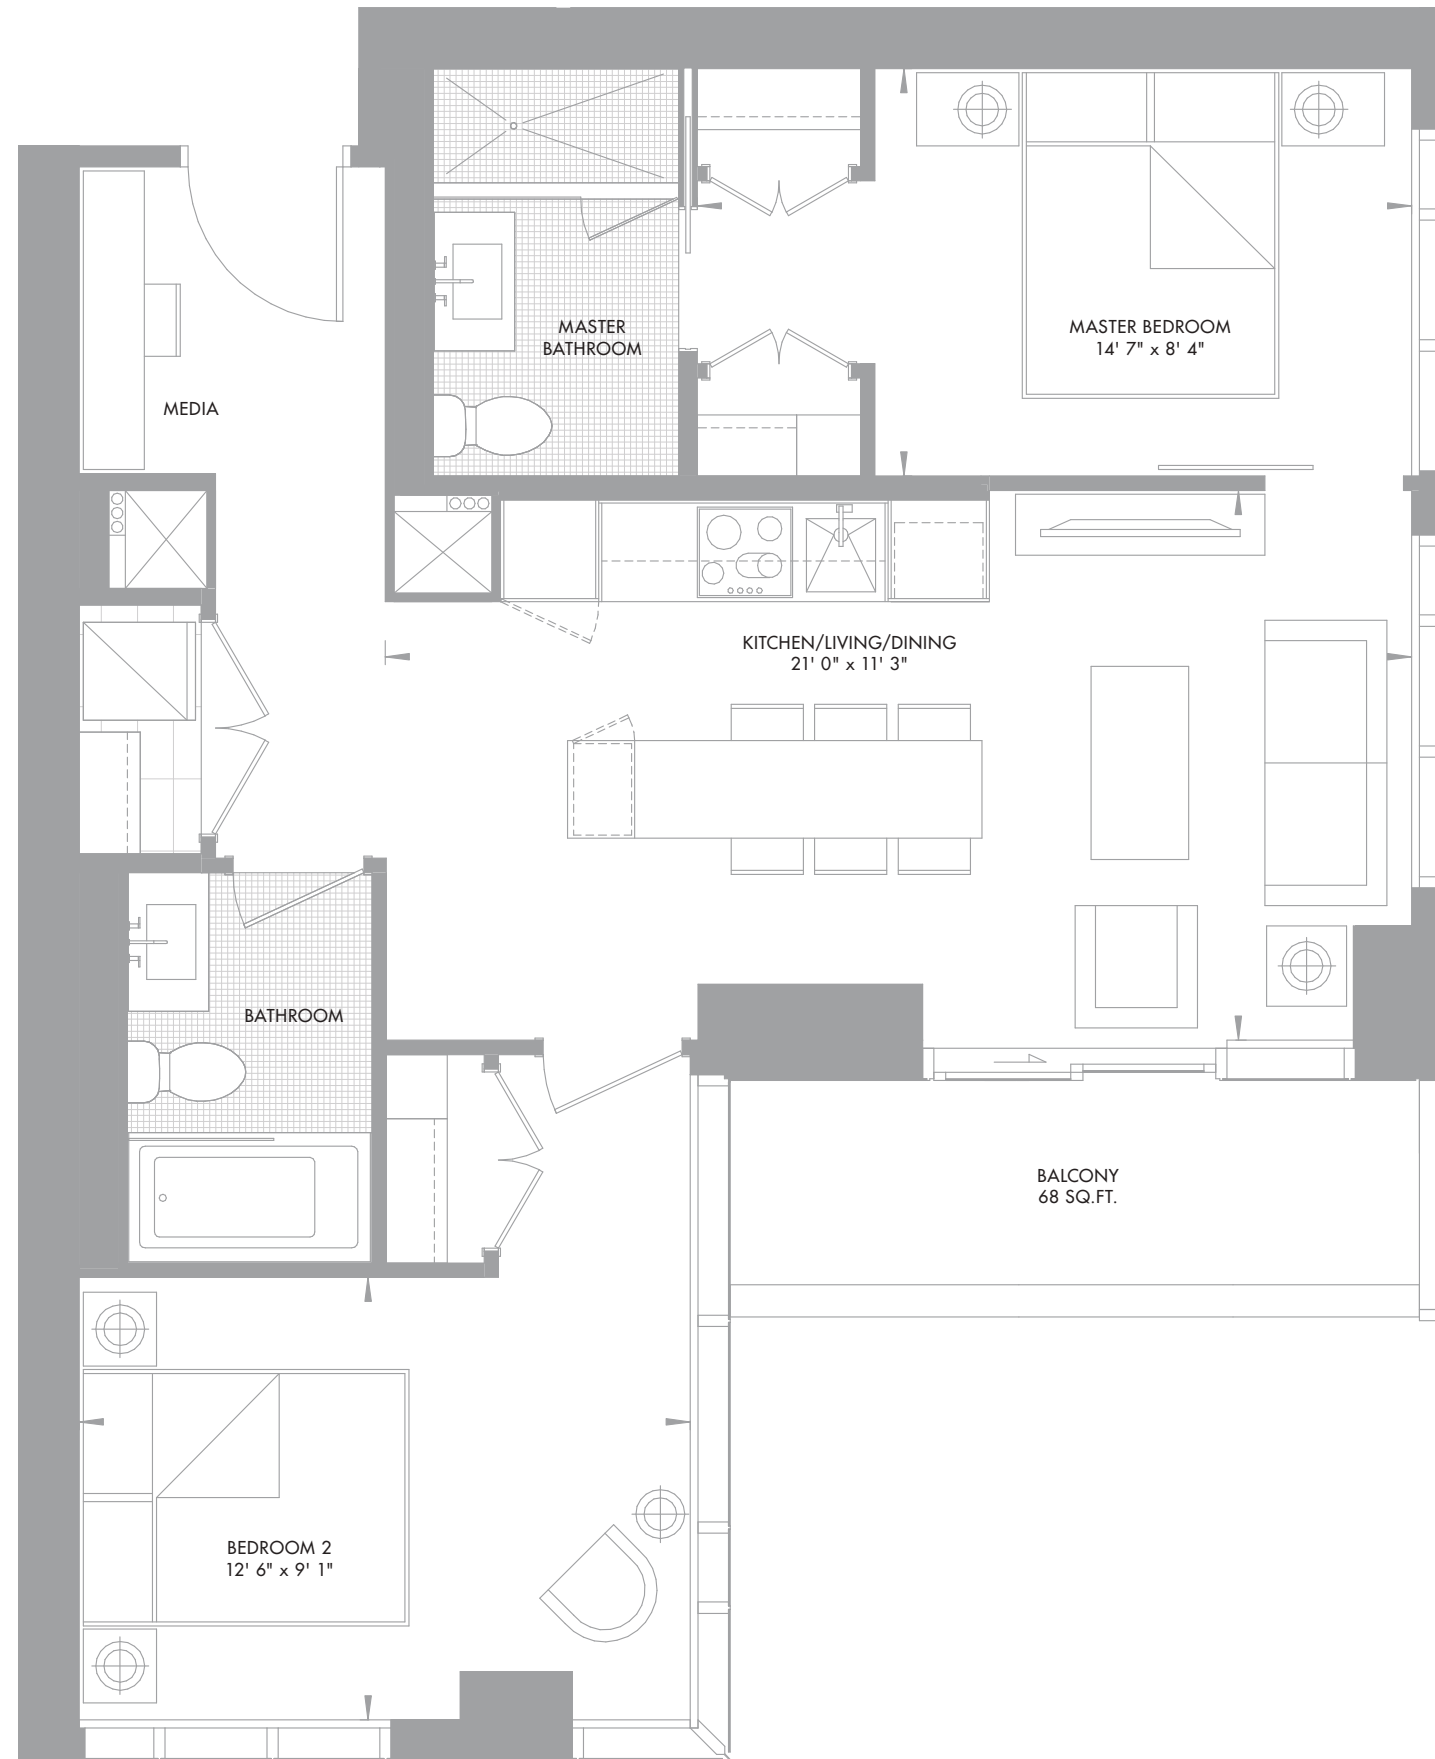 MASTER
BATHROOM
MASTER BEDROOM
14' 7" x 8' 4"
MEDIA
KITCHEN/LIVING/DINING
21' 0" x 11' 3"
BATHROOM
BALCONY
68 SQ.FT.
BEDROOM 2
12' 6" x 9' 1"